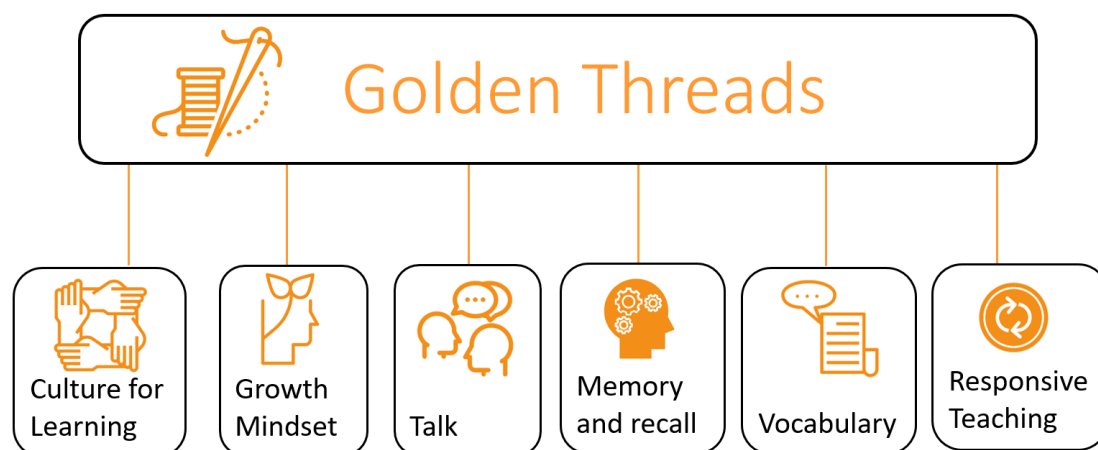 Golden Threads
Culture for
Learning
Growth
Mindset
Talk
Memory
and recall
Vocabulary
Responsive
Teaching